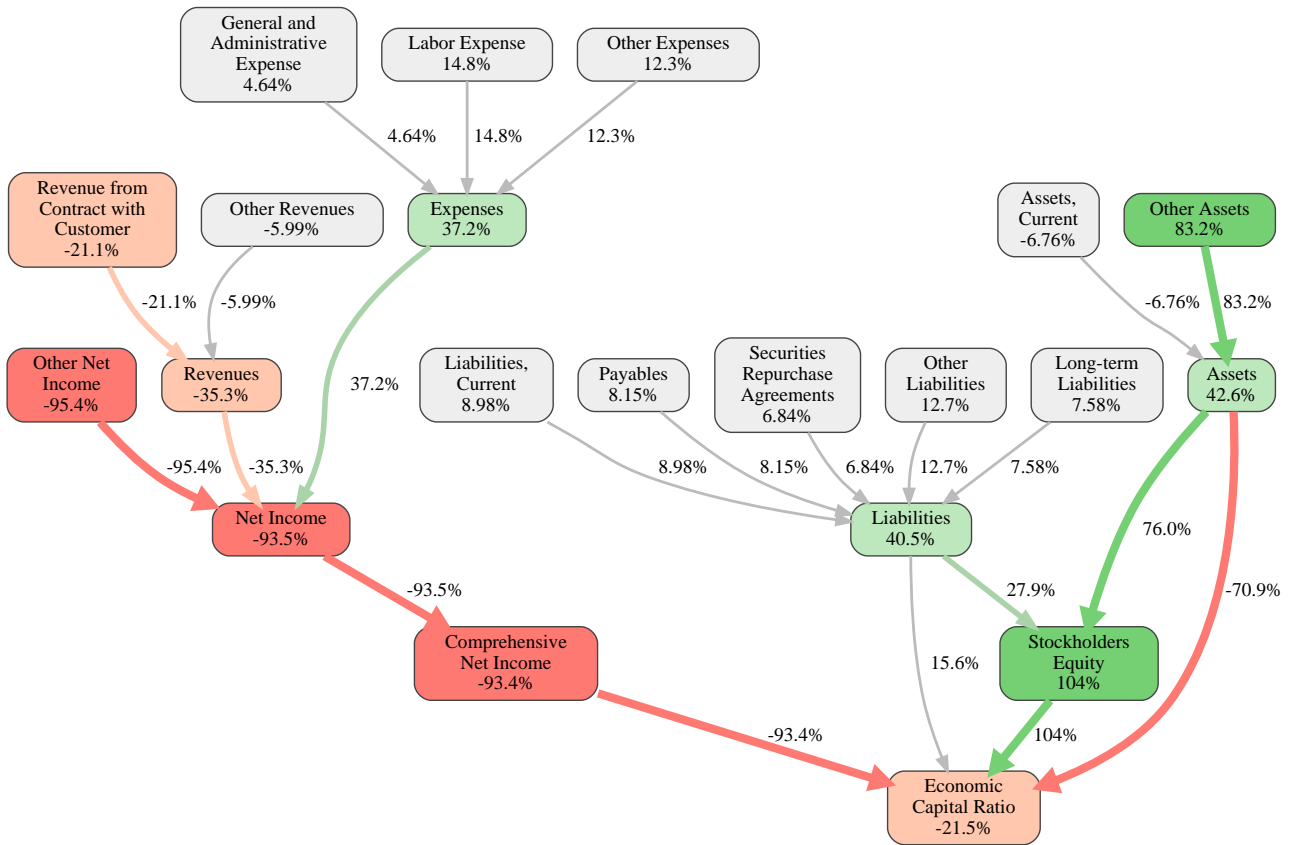 General and
Administrative
Expense
4.64%
Labor Expense
14.8%
Other Expenses
12.3%
4.64%
14.8%
12.3%
Revenue from
Contract with
Customer
-21.1%
Other Revenues
-5.99%
Expenses
37.2%
Assets,
Current
-6.76%
Other Assets
83.2%
-21.1%
-5.99%
-6.76%
83.2%
Other Net
Income
-95.4%
Revenues
-35.3%
37.2%
Liabilities,
Current
8.98%
Payables
8.15%
Securities
Repurchase
Agreements
6.84%
Other
Liabilities
12.7%
Long-term
Liabilities
7.58%
Assets
42.6%
-95.4%
-35.3%
8.98%
8.15%
6.84%
12.7%
7.58%
Net Income
-93.5%
Liabilities
40.5%
76.0%
-93.5%
27.9%
-70.9%
Comprehensive
Net Income
-93.4%
15.6%
Stockholders
Equity
104%
-93.4%
104%
Economic
Capital Ratio
-21.5%